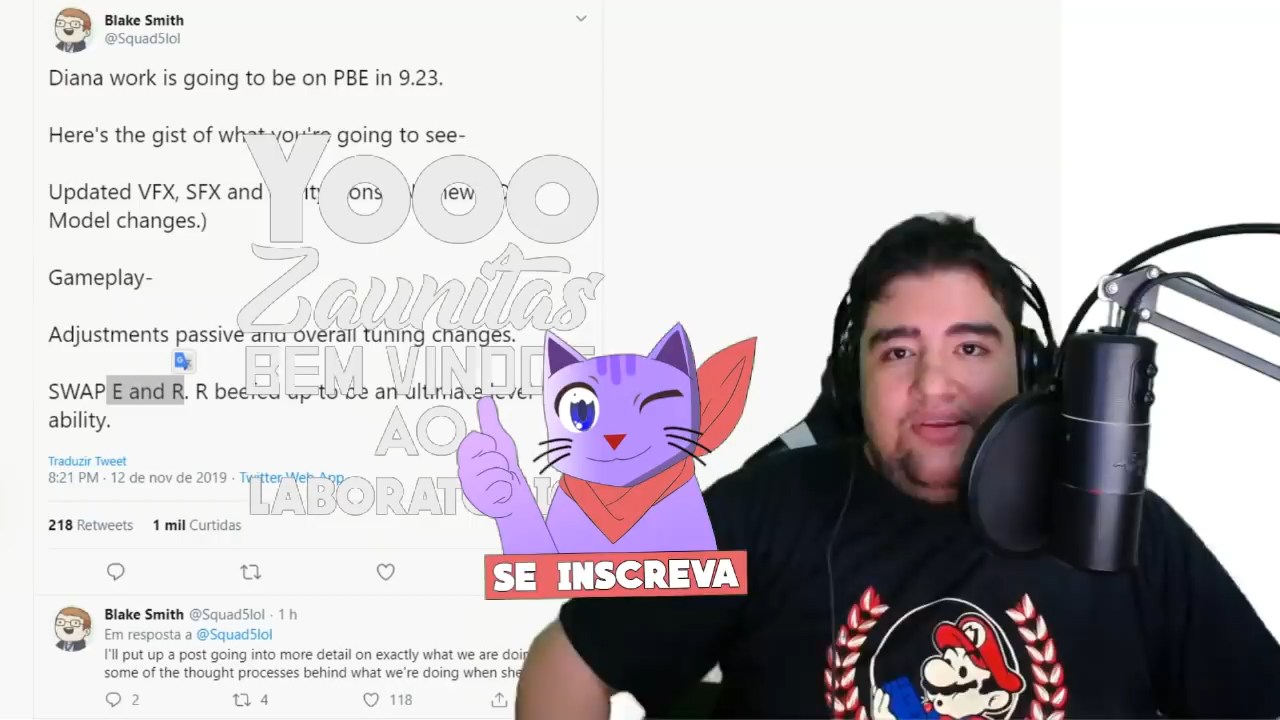 Blake Smith
@Squad5lol
Diana work is going to be on PBE in 9.23.
Here's the gist of what you're going to see-
Updated VFX, SFX and
Model changes.)
Gameplay-
Adjustments passive and overall tuning changes.
SWAP E and R. R beefed up to be an ultimate level
ability.
Traduzir Tweet
8:21 PM · 12 de nov de 2019 · Twitter Web App
218 Retweets 1 mil Curtidas
Blake Smith @Squad5lol · 1 h
Em resposta a @Squad5lol
I'll put up a post going into more detail on exactly what we are
some of the thought processes behind what we're doing when
2 4 118
Yooo
Zaunitas
BEM
AO
SE INSCREVA